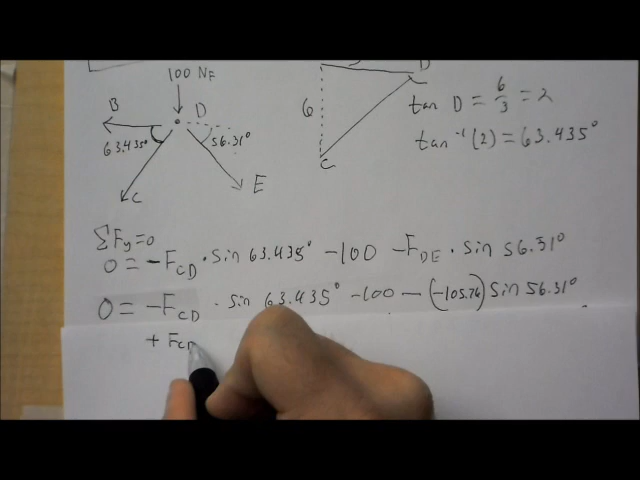 100 NF
B
D
63.435°
56.31°
C
E
D
6
C
tan D = 6/3 = 2
tan⁻¹(2) = 63.435°
ΣFy=0
0 = -FCD · sin 63.435° -100 -FDE · sin 56.31°
0 = -FCD · sin 63.435° -100 - (-105.76) sin 56.31°
+ FCD